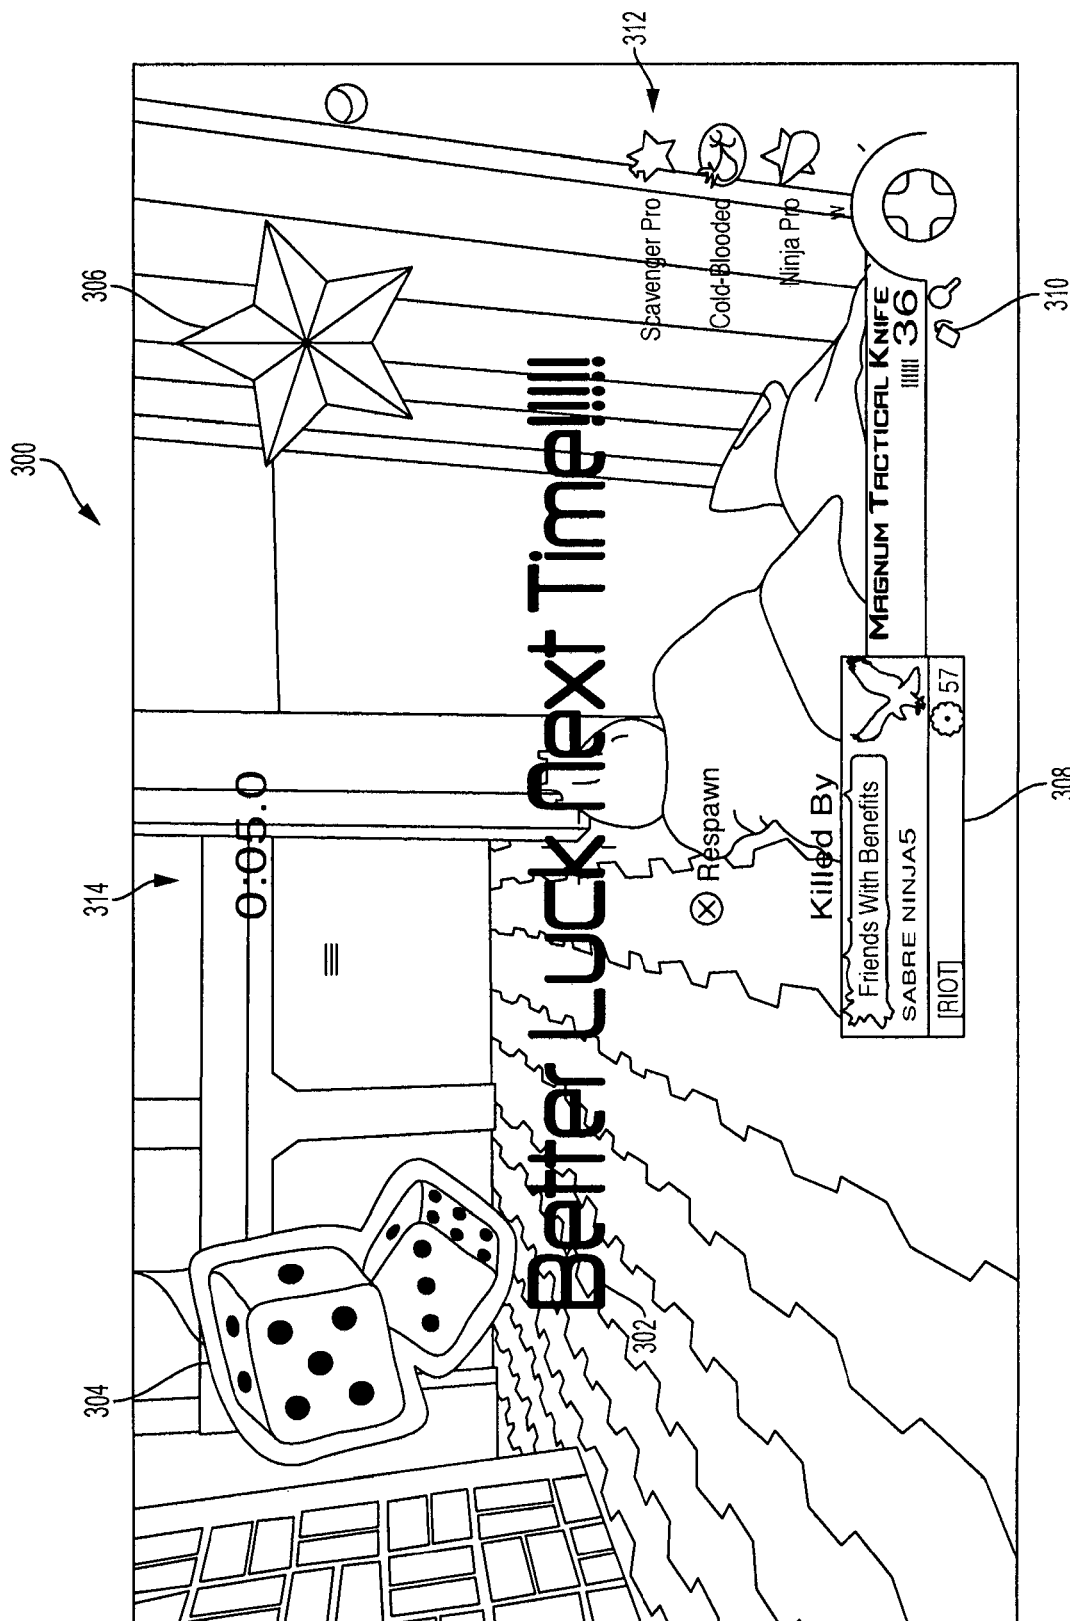 300
314
304
306
312
0:05.0
Better Luck Next Time!!!!!
302
Scavenger Pro
Cold-Blooded
Ninja Pro
W
Respawn
Killed By
Friends With Benefits
SABRE NINJA5
[RIOT]
57
MAGNUM TACTICAL KNIFE
36
308
310